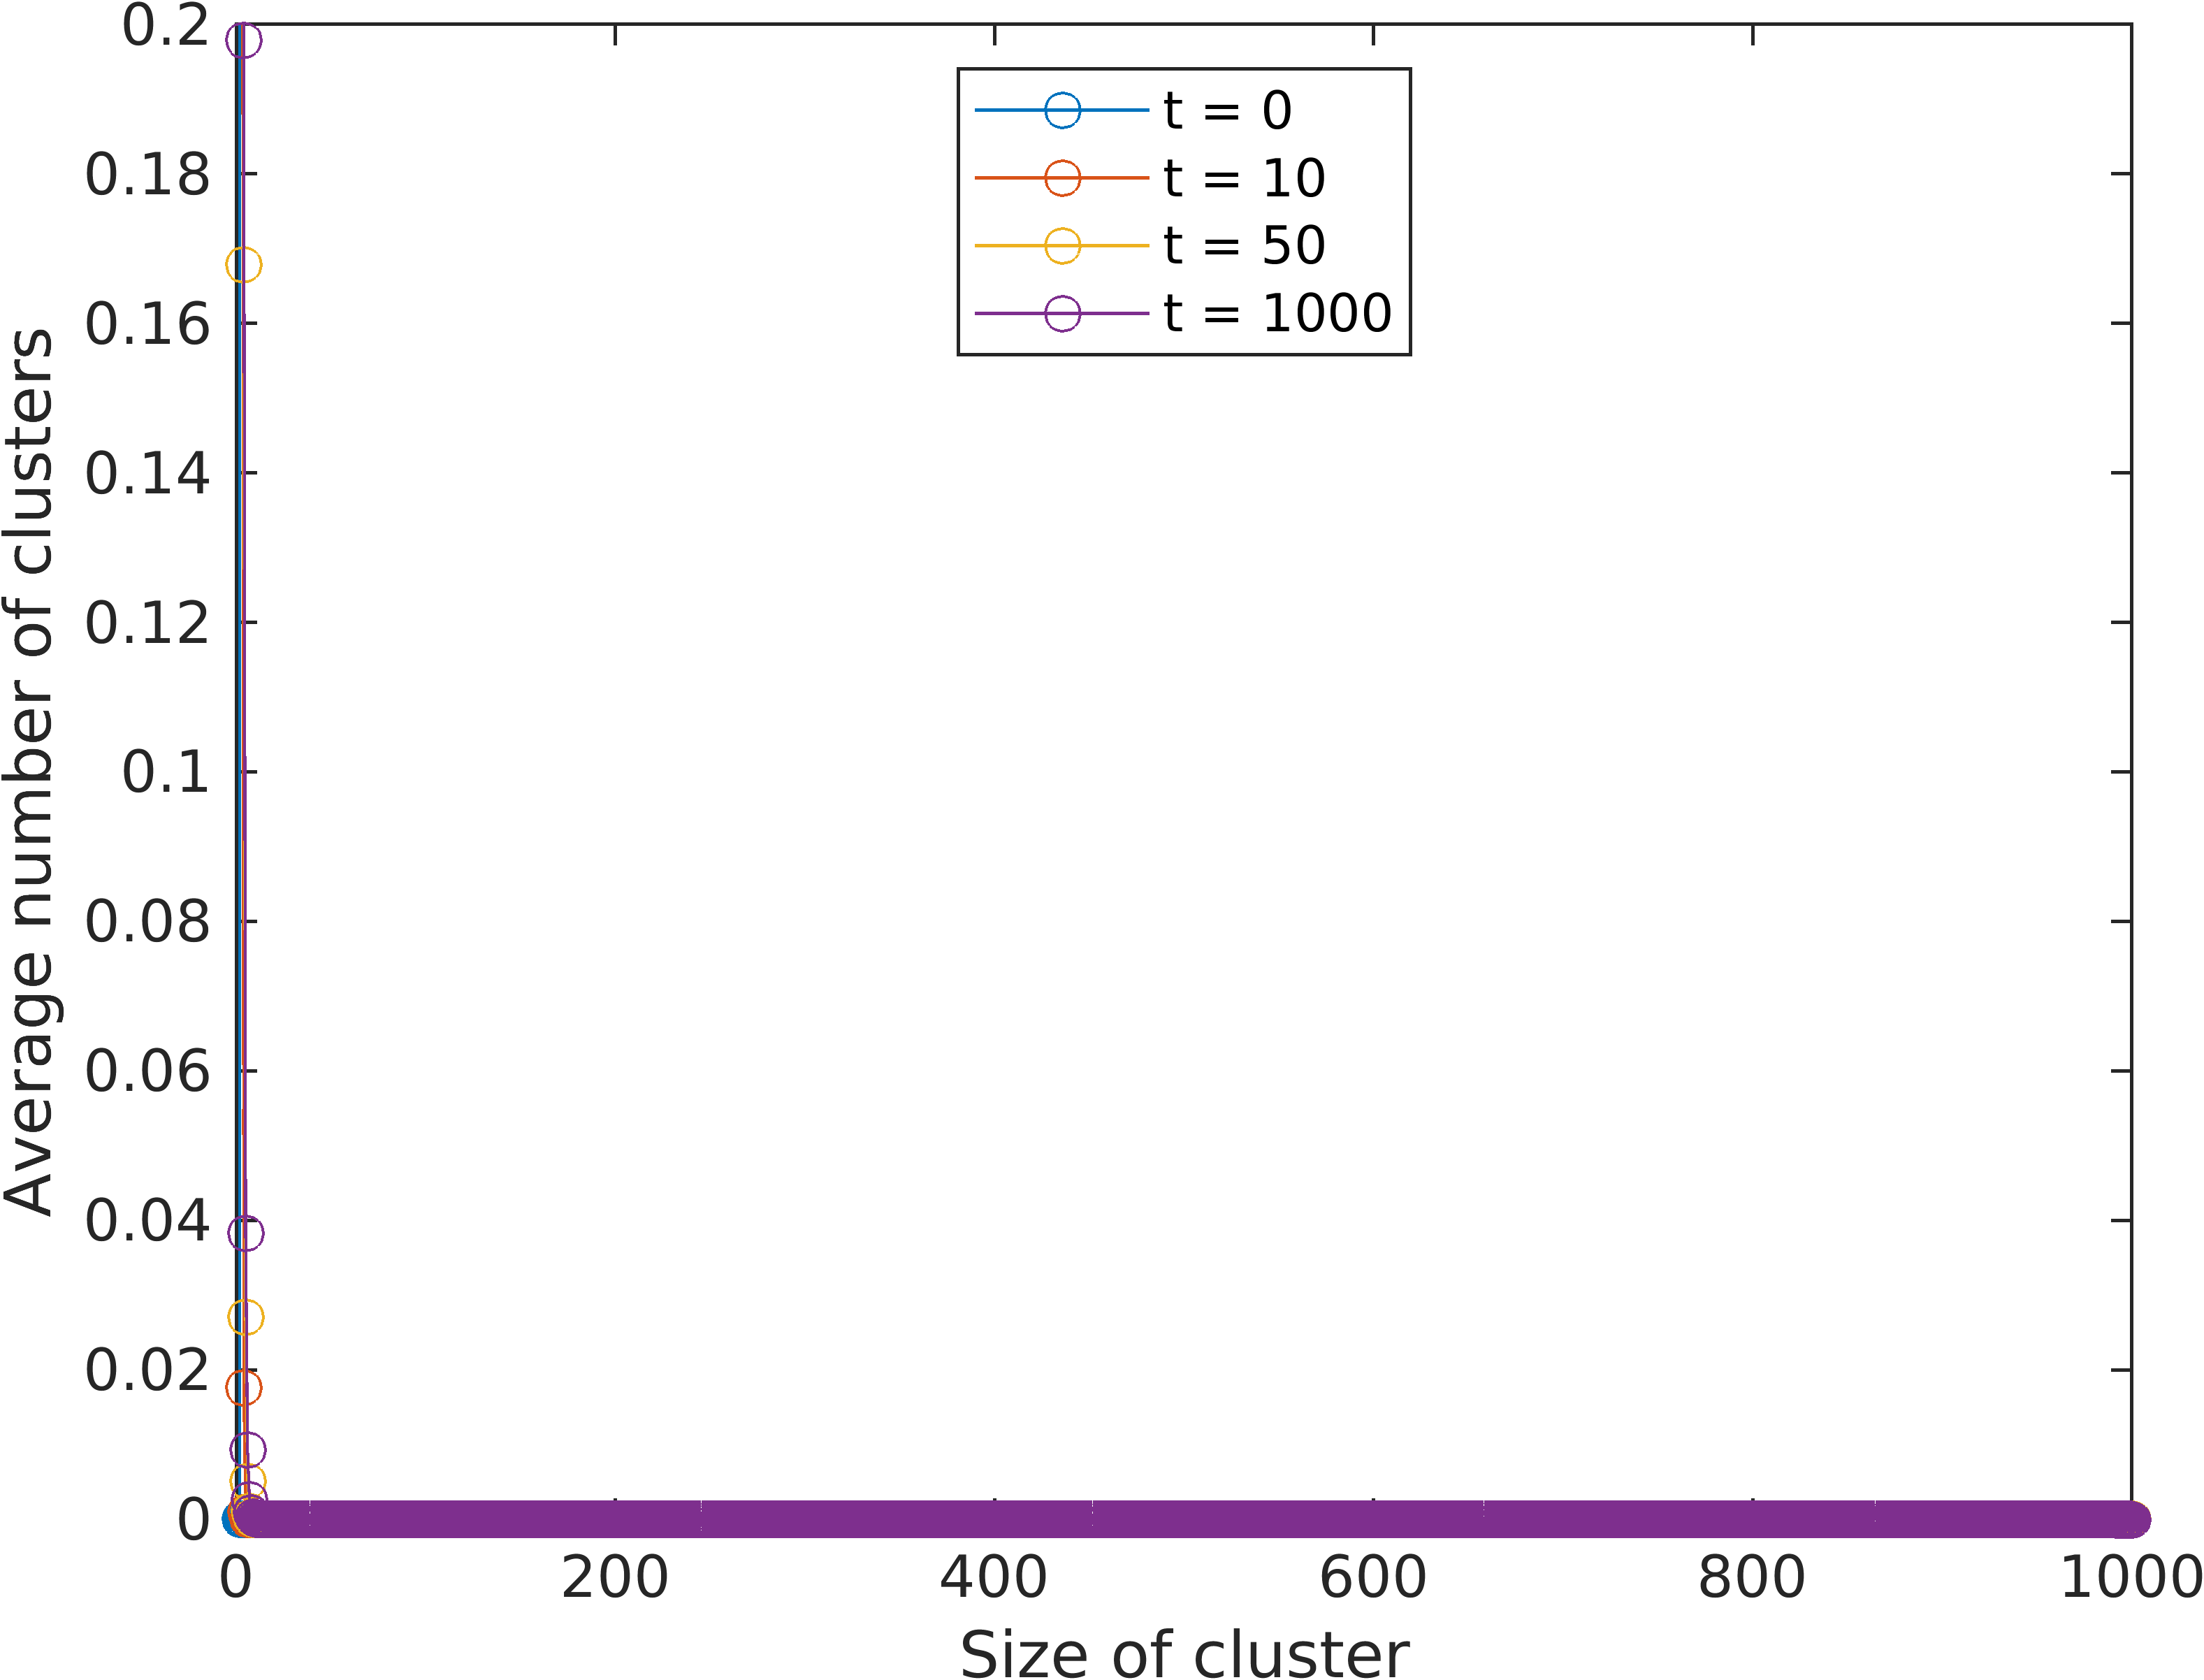 0.2
0.18
0.16
0.14
0.12
0.1
0.08
0.06
0.04
0.02
0
Average number of clusters
t = 0
t = 10
t = 50
t = 1000
0 200 400 600 800 1000
Size of cluster